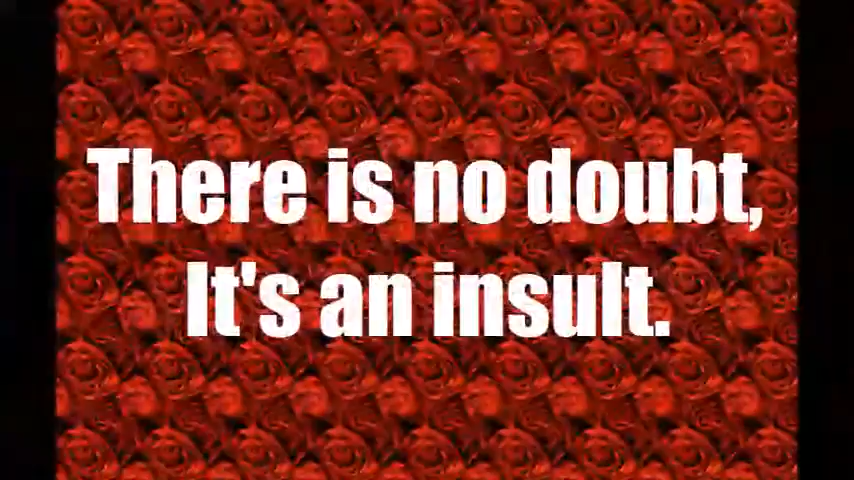 There is no doubt,
It's an insult.